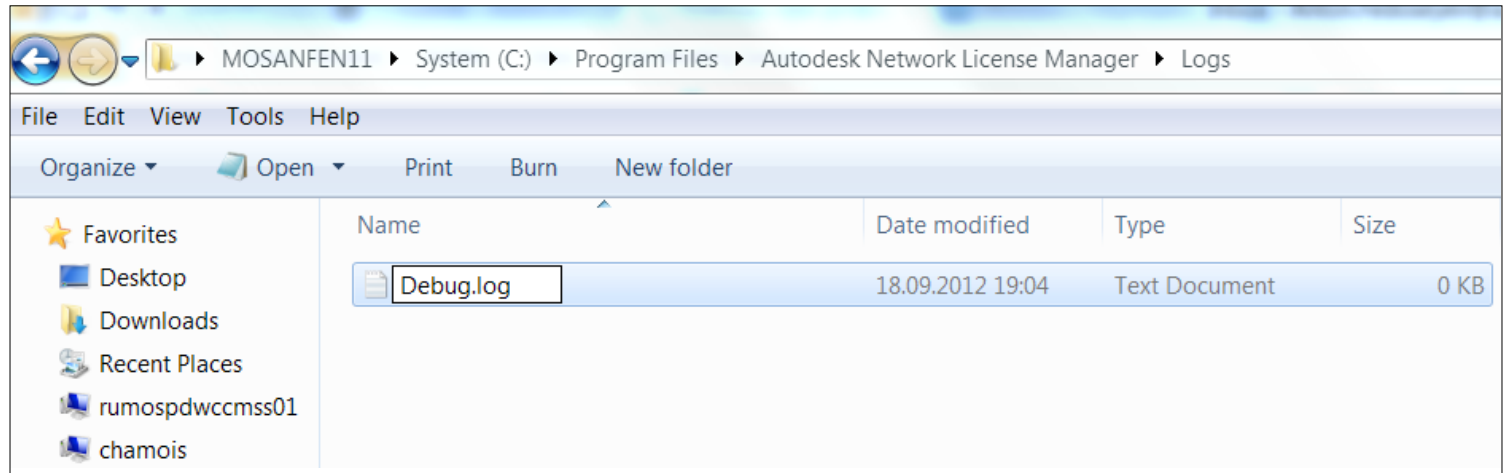 MOSANFEN11 System (C:) Program Files Autodesk Network License Manager Logs
File Edit View Tools Help
Organize Open Print Burn New folder
Favorites
Desktop
Downloads
Recent Places
rumospdwccmss01
chamois
Name Date modified Type Size
Debug.log 18.09.2012 19:04 Text Document 0 KB